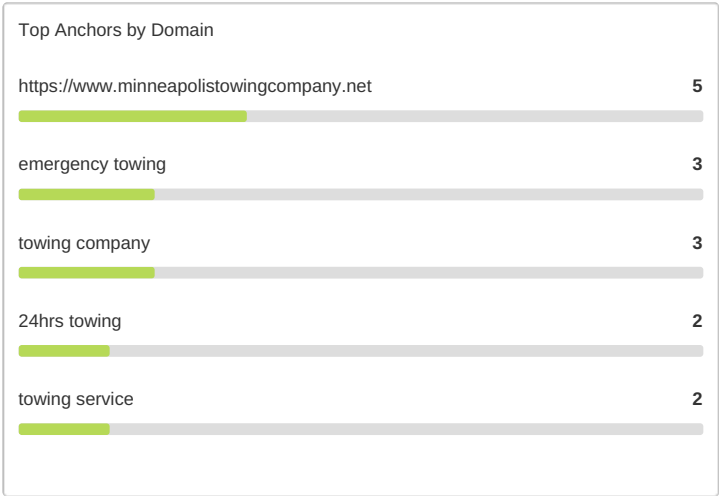 Top Anchors by Domain
https://www.minneapolistowingcompany.net 5
emergency towing 3
towing company 3
24hrs towing 2
towing service 2